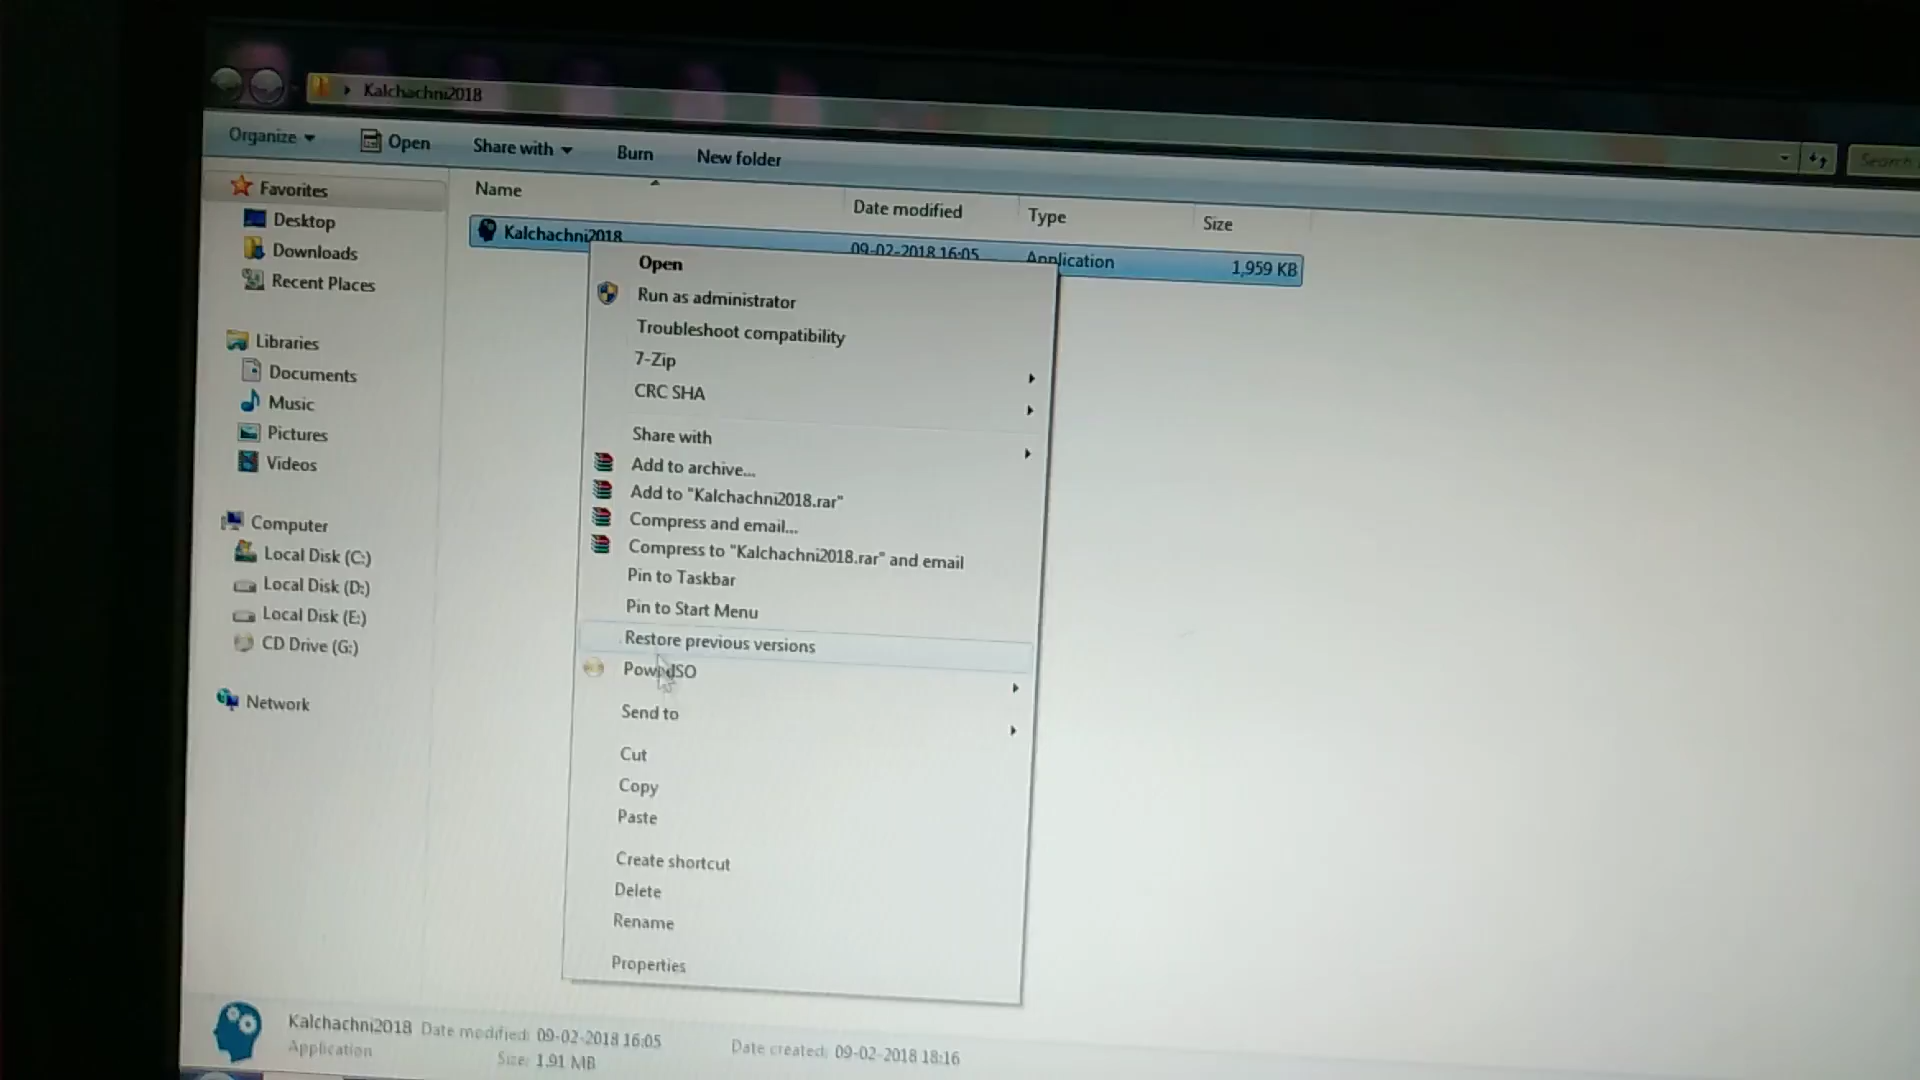 Kalchachni2018
Organize
Open
Share with
Burn
New folder
Search
Favorites
Desktop
Downloads
Recent Places
Libraries
Documents
Music
Pictures
Videos
Computer
Local Disk (C:)
Local Disk (D:)
Local Disk (E:)
CD Drive (G:)
Network
Name
Date modified
Type
Size
Kalchachni2018
09-02-2018 16:05
Application
1,959 KB
Open
Run as administrator
Troubleshoot compatibility
7-Zip
CRC SHA
Share with
Add to archive...
Add to "Kalchachni2018.rar"
Compress and email...
Compress to "Kalchachni2018.rar" and email
Pin to Taskbar
Pin to Start Menu
Restore previous versions
PowerISO
Send to
Cut
Copy
Paste
Create shortcut
Delete
Rename
Properties
Kalchachni2018 Date modified: 09-02-2018 16:05 Date created: 09-02-2018 18:16
Application Size: 1.91 MB